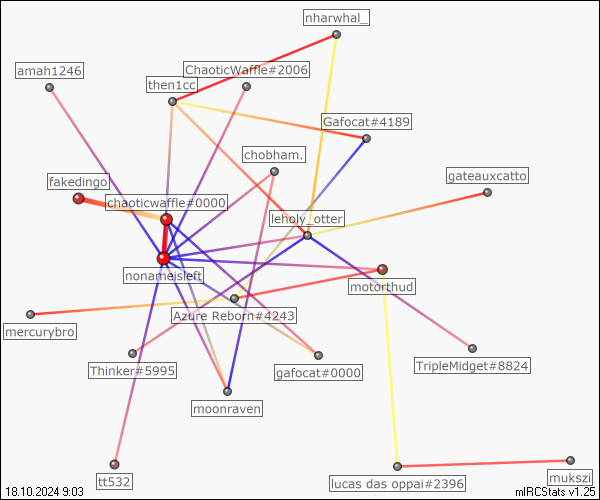 nharwhal_
amah1246
ChaoticWaffle#2006
then1cc
Gafocat#4189
chobham.
gateauxcatto
fakedingo
chaoticwaffle#0000
leholy_otter
nonameisleft
motorthud
mercurybro
Azure Reborn#4243
Thinker#5995
gafocat#0000
TripleMidget#8824
moonraven
tt532
lucas das oppai#2396
mukszi
18.10.2024 9:03
mIRCStats v1.25